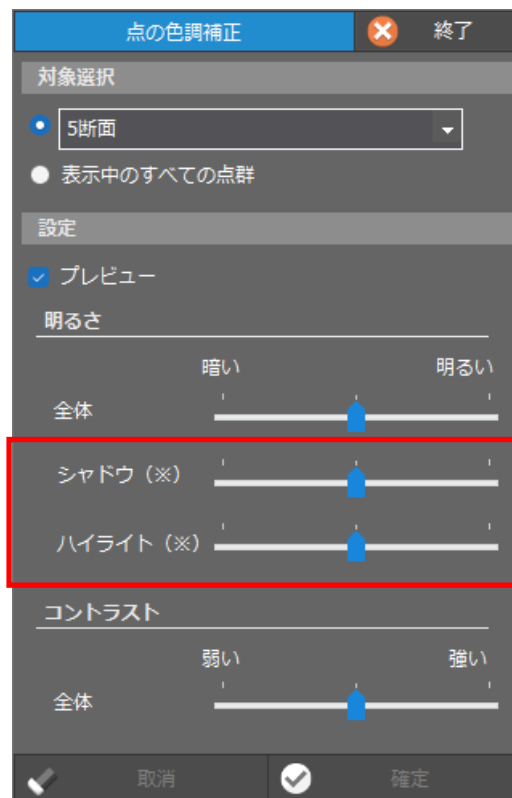 点の色調補正 終了
対象選択
5断面
表示中のすべての点群
設定
プレビュー
明るさ
暗い 明るい
全体
シャドウ（※）
ハイライト（※）
コントラスト
弱い 強い
全体
取消 確定